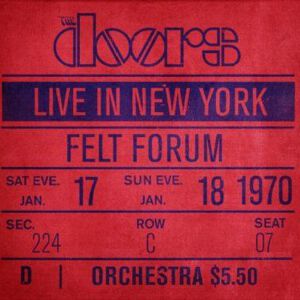 THE
DOORS
LIVE IN NEW YORK
FELT FORUM
SAT EVE. JAN. 17 SUN EVE. JAN. 18 1970
SEC. ROW SEAT
224 C 07
D | ORCHESTRA $5.50